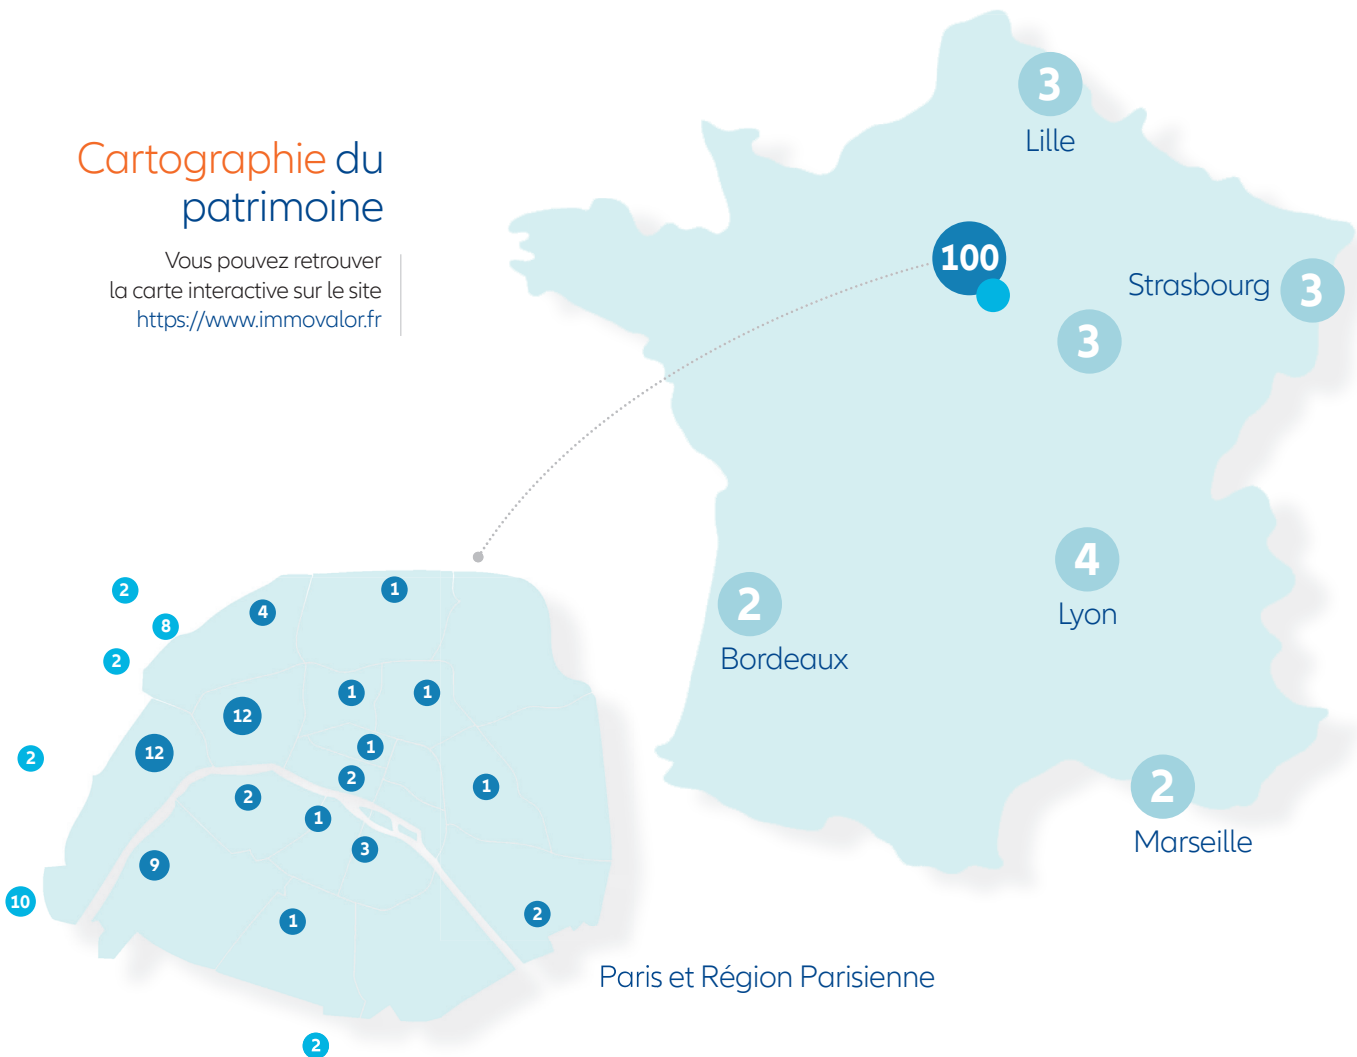 Cartographie du
patrimoine
Vous pouvez retrouver
la carte interactive sur le site
https://www.immovalor.fr
3
Lille
100
Strasbourg 3
3
4
Lyon
2
Bordeaux
2
Marseille
2
1
4
8
2
1
1
12
1
12
2
2
1
2
1
3
9
10
2
1
Paris et Région Parisienne
2